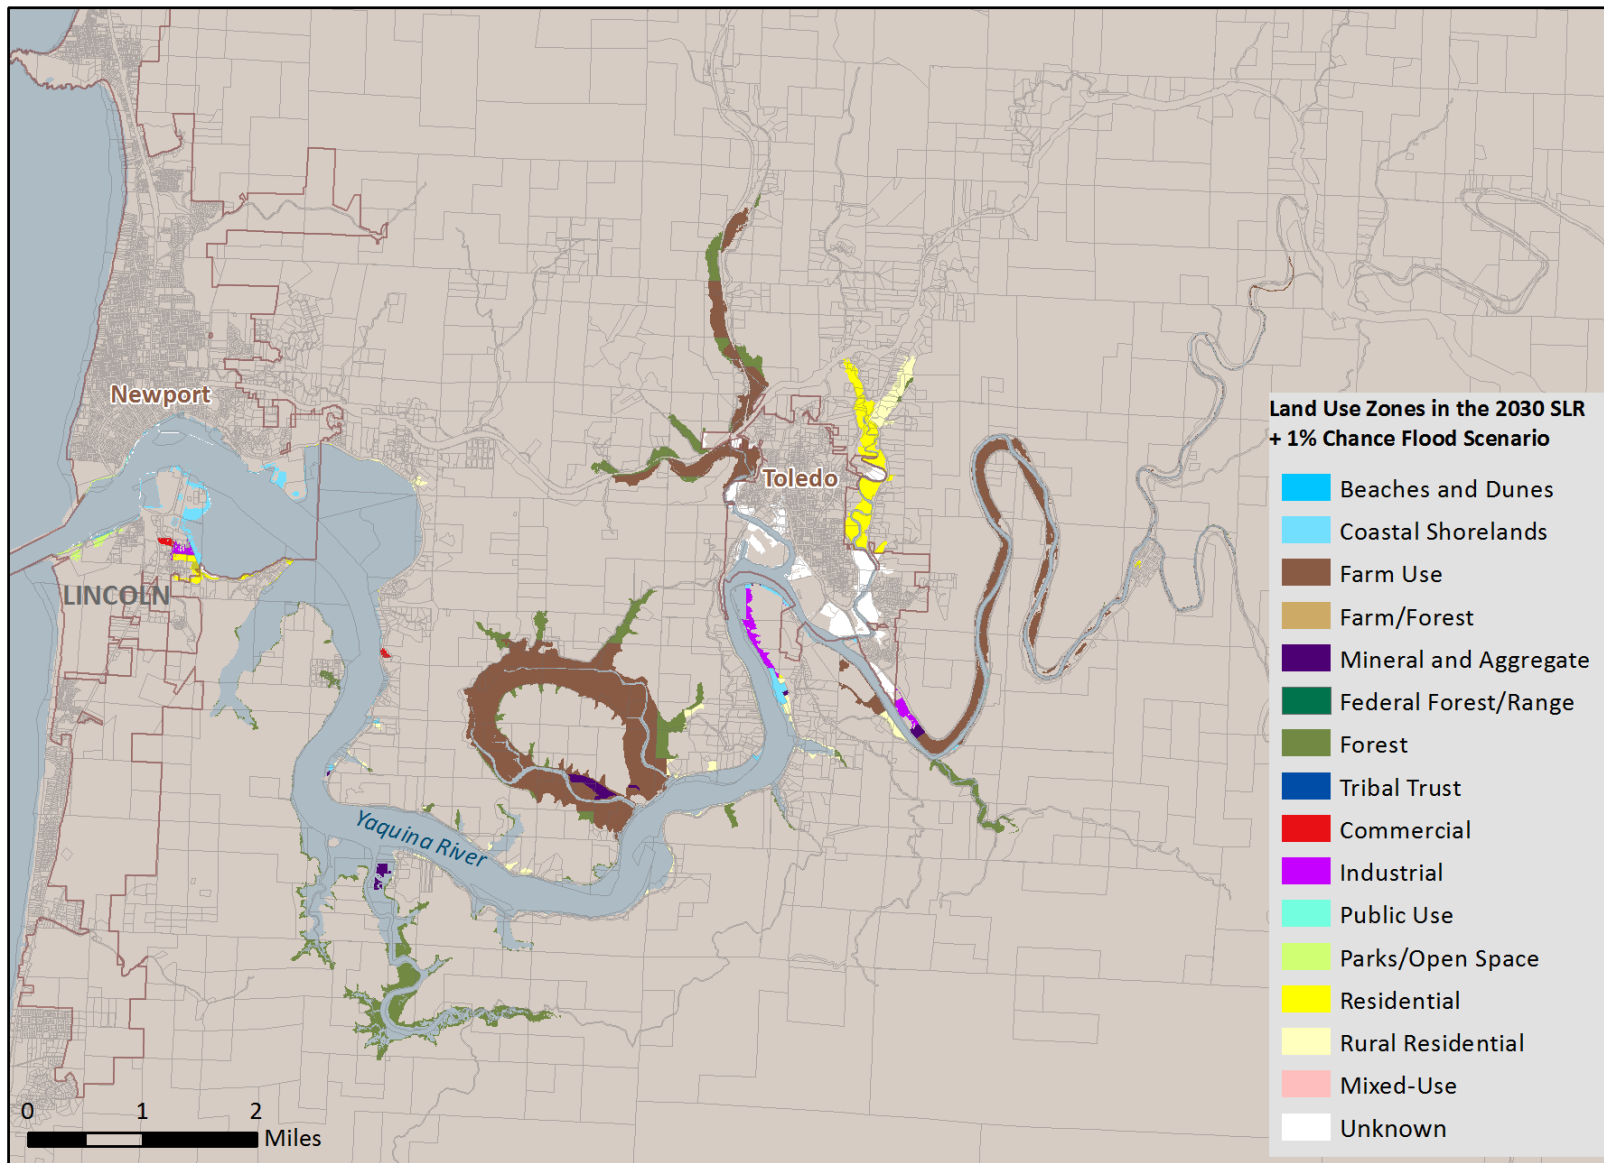 Newport
LINCOLN
Toledo
Yaquina River
Land Use Zones in the 2030 SLR
+ 1% Chance Flood Scenario
Beaches and Dunes
Coastal Shorelands
Farm Use
Farm/Forest
Mineral and Aggregate
Federal Forest/Range
Forest
Tribal Trust
Commercial
Industrial
Public Use
Parks/Open Space
Residential
Rural Residential
Mixed-Use
Unknown
0 1 2
Miles